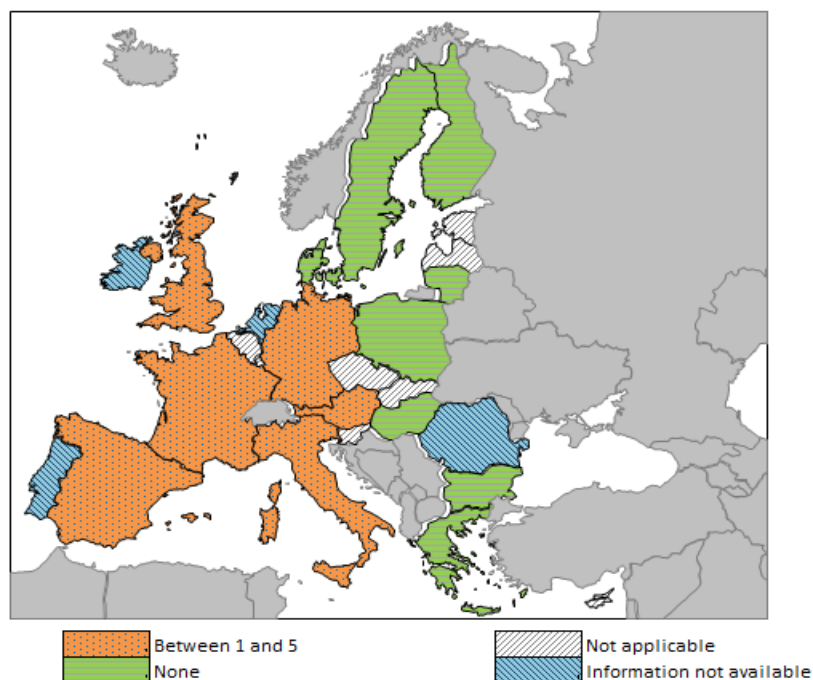 Between 1 and 5
Not applicable
None
Information not available